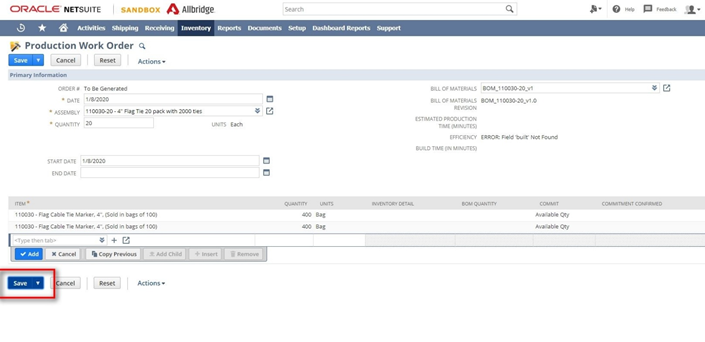 ORACLE NETSUITE SANDBOX Allbridge Search Help Feedback
Activities Shipping Receiving Inventory Reports Documents Setup Dashboard Reports Support
Production Work Order
Save Cancel Reset Actions
Primary Information
ORDER # To Be Generated
* DATE 1/8/2020
* ASSEMBLY 110030-20 - 4" Flag Tie 20 pack with 2000 ties
* QUANTITY 20 UNITS Each
START DATE 1/8/2020
END DATE
BILL OF MATERIALS BOM_110030-20_v1
BILL OF MATERIALS REVISION BOM_110030-20_v1.0
ESTIMATED PRODUCTION TIME (MINUTES)
EFFICIENCY ERROR: Field 'built' Not Found
BUILD TIME (IN MINUTES)
ITEM * QUANTITY UNITS INVENTORY DETAIL BOM QUANTITY COMMIT COMMITMENT CONFIRMED
110030 - Flag Cable Tie Marker, 4", (Sold in bags of 100) 400 Bag Available Qty
110030 - Flag Cable Tie Marker, 4", (Sold in bags of 100) 400 Bag Available Qty
<Type then tab>
Add Cancel Copy Previous Add Child Insert Remove
Save Cancel Reset Actions